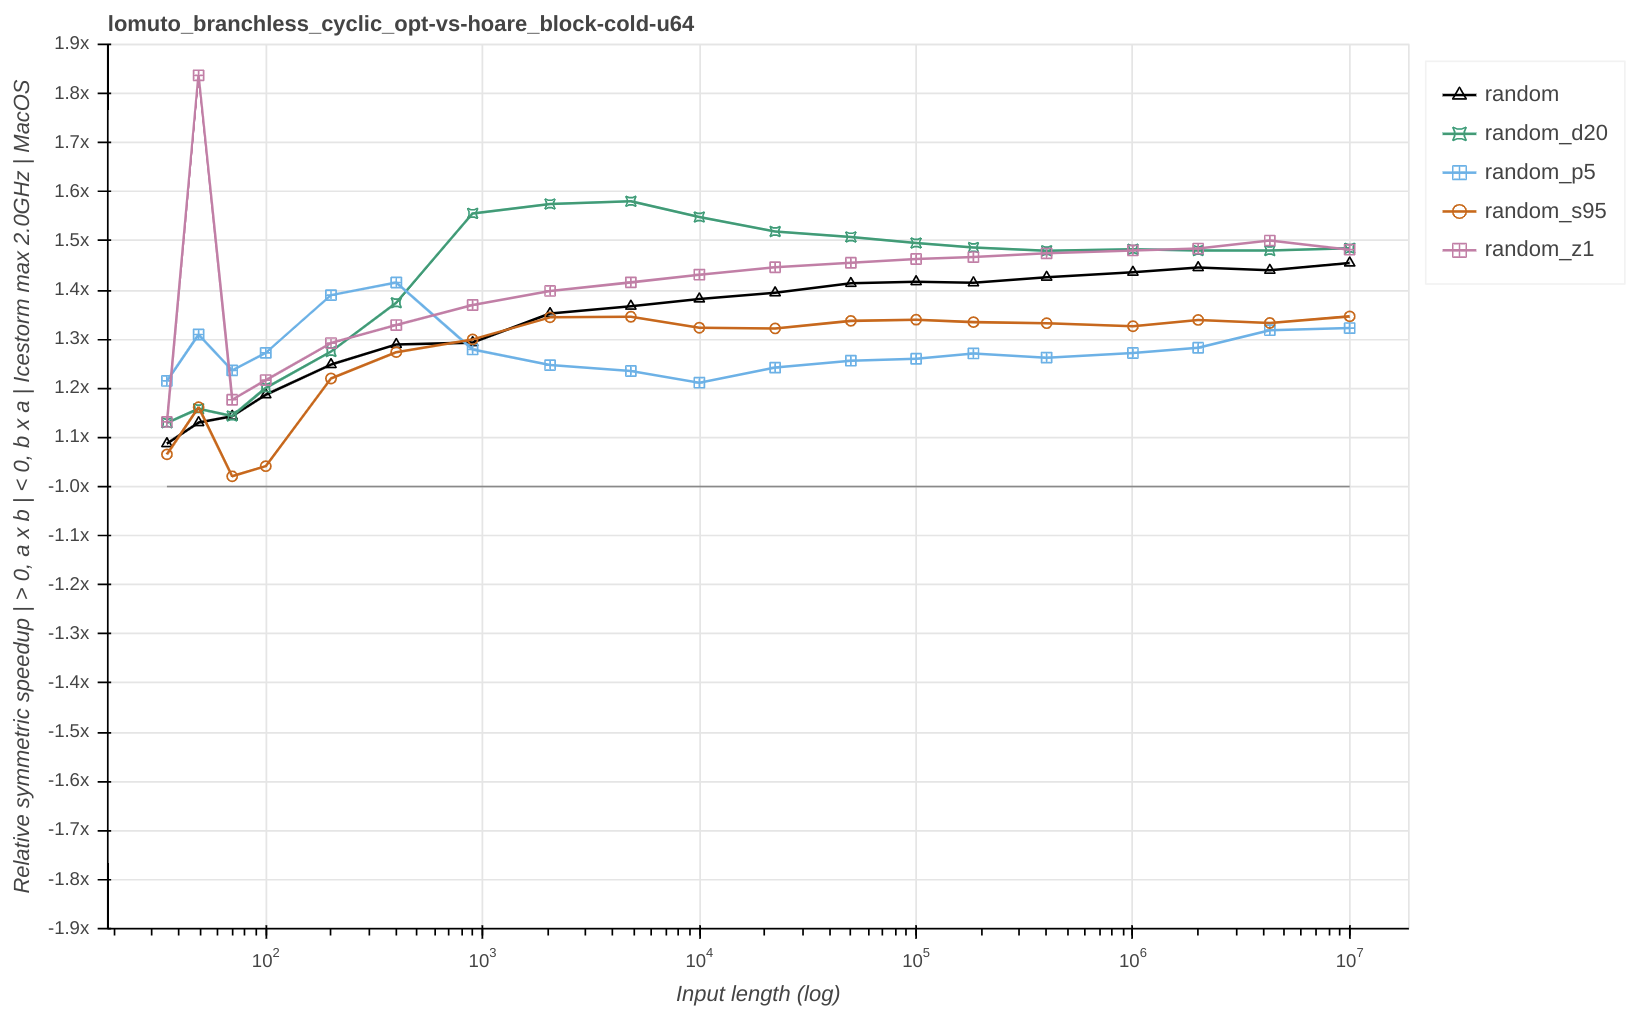 lomuto_branchless_cyclic_opt-vs-hoare_block-cold-u64
Relative symmetric speedup | > 0, a x b | < 0, b x a | Icestorm max 2.0GHz | MacOS
1.9x
1.8x
1.7x
1.6x
1.5x
1.4x
1.3x
1.2x
1.1x
-1.0x
-1.1x
-1.2x
-1.3x
-1.4x
-1.5x
-1.6x
-1.7x
-1.8x
-1.9x
10² 10³ 10⁴ 10⁵ 10⁶ 10⁷
Input length (log)
random
random_d20
random_p5
random_s95
random_z1